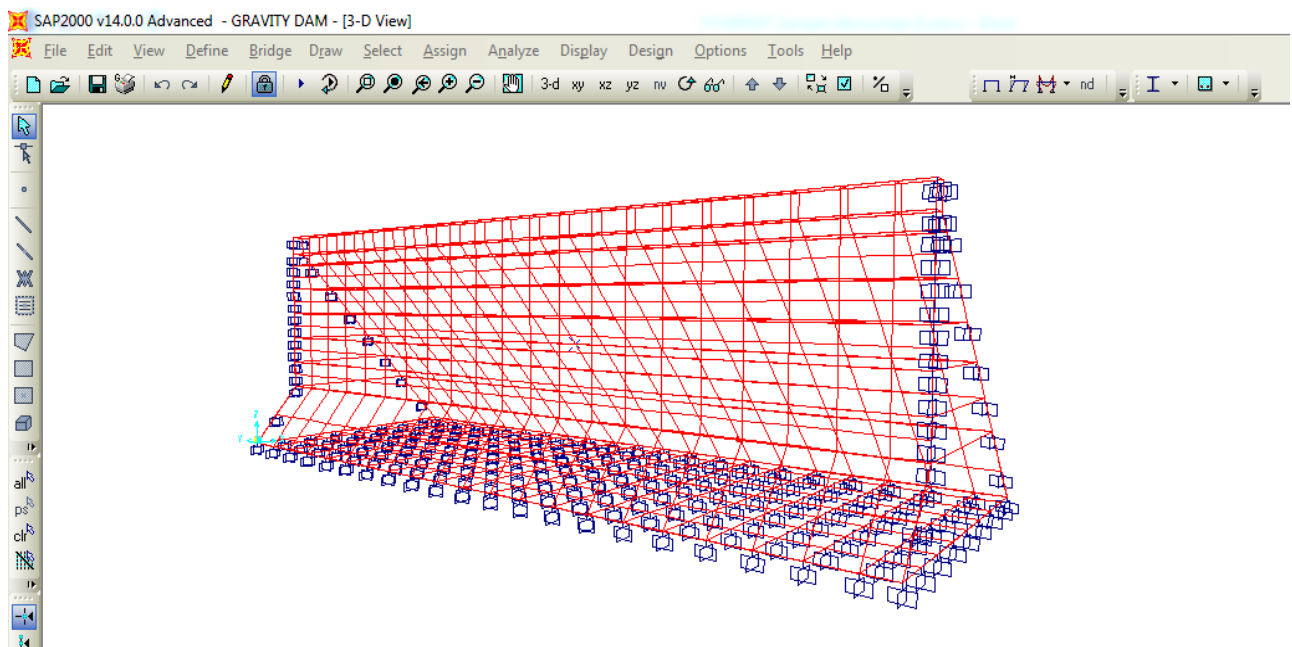 SAP2000 v14.0.0 Advanced - GRAVITY DAM - [3-D View]
File Edit View Define Bridge Draw Select Assign Analyze Display Design Options Tools Help
3-d xy xz yz nv nd
all
ps
clr
Z
Y